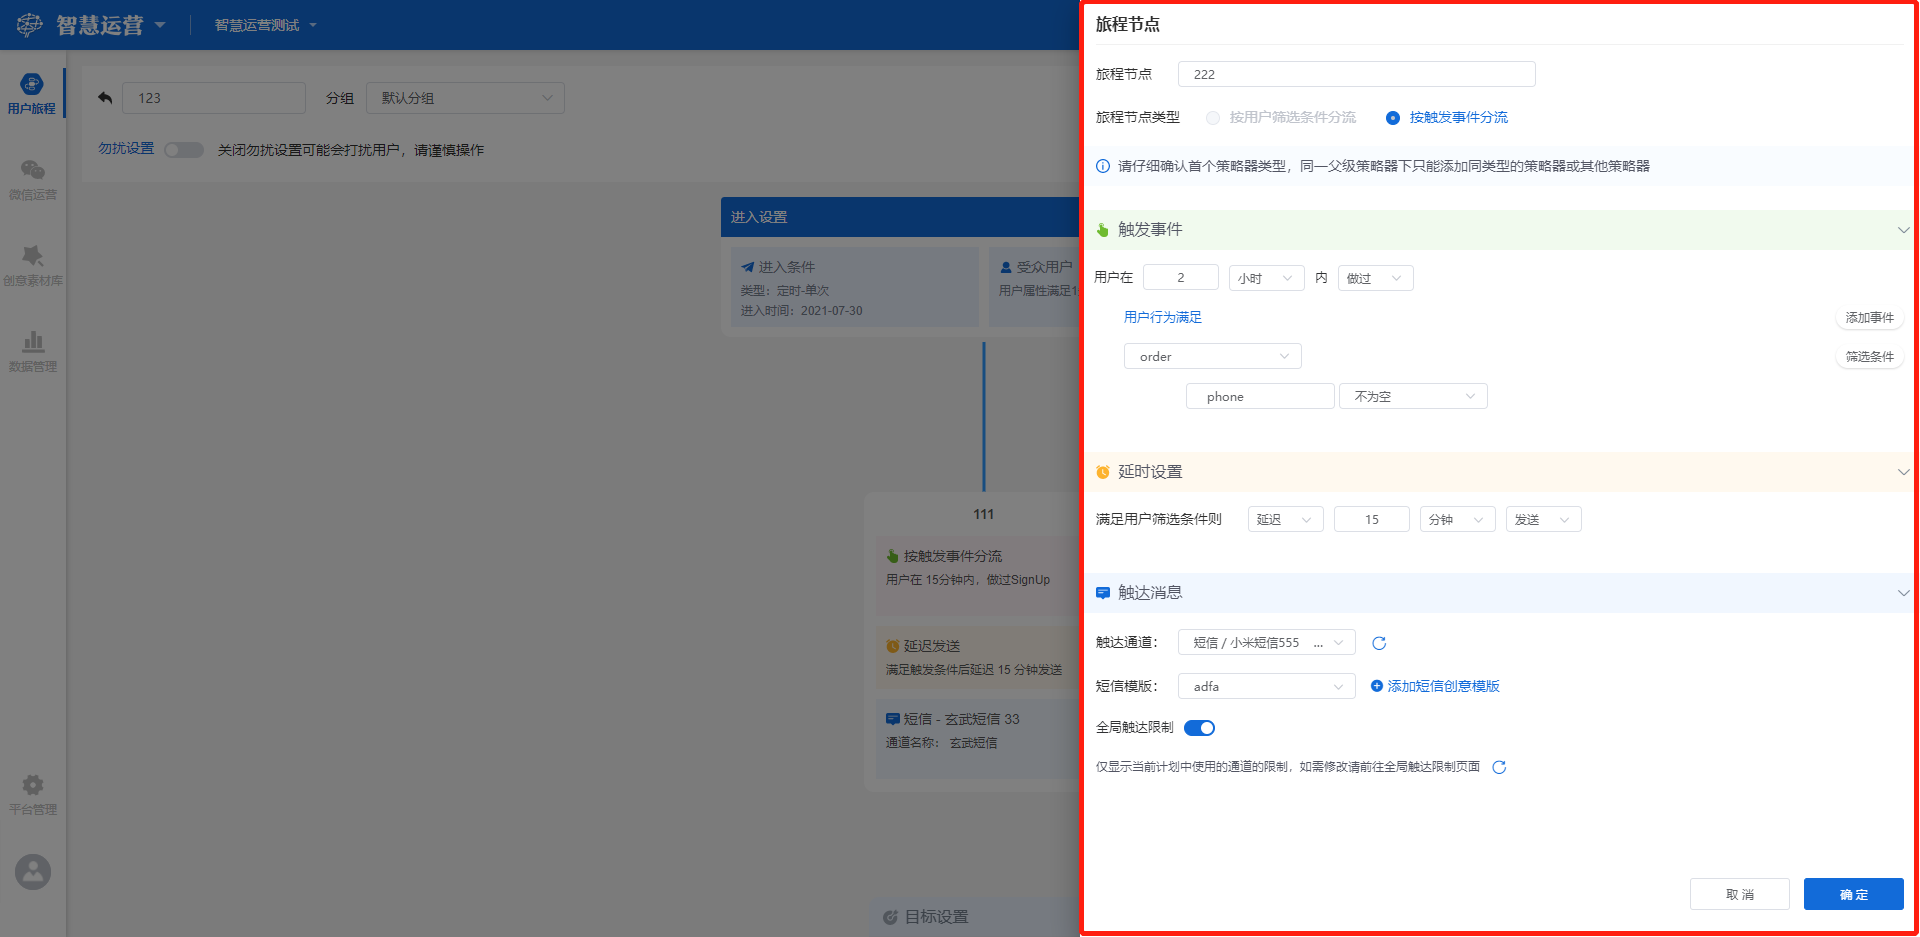 智慧运营
智慧运营测试
用户旅程
微信运营
创意素材库
数据管理
平台管理
123
分组
默认分组
勿扰设置
关闭勿扰设置可能会打扰用户，请谨慎操作
进入设置
进入条件
类型：定时-单次
进入时间：2021-07-30
受众用户
用户属性满足1
111
按触发事件分流
用户在 15分钟内，做过SignUp
延迟发送
满足触发条件后延迟 15 分钟发送
短信 - 玄武短信 33
通道名称： 玄武短信
目标设置
旅程节点
旅程节点 222
旅程节点类型 按用户筛选条件分流 按触发事件分流
请仔细确认首个策略器类型，同一父级策略器下只能添加同类型的策略器或其他策略器
触发事件
用户在 2 小时 内 做过
用户行为满足 添加事件
order 筛选条件
phone 不为空
延时设置
满足用户筛选条件则 延迟 15 分钟 发送
触达消息
触达通道： 短信 / 小米短信555 ...
短信模版： adfa 添加短信创意模版
全局触达限制
仅显示当前计划中使用的通道的限制，如需修改请前往全局触达限制页面
取消 确定